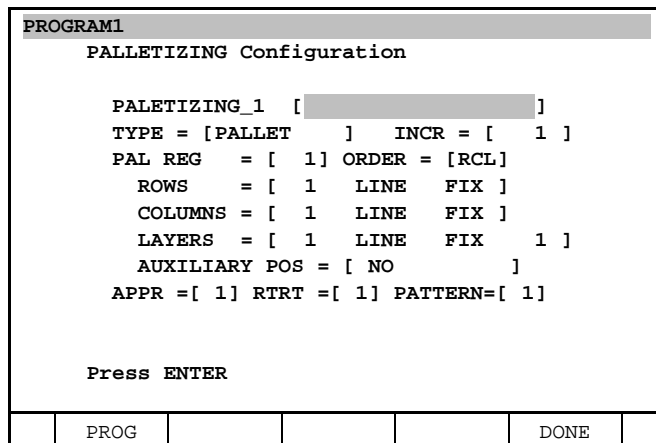 PROGRAM1
PALLETIZING Configuration
PALETIZING_1 [ ]
TYPE = [PALLET ] INCR = [ 1 ]
PAL REG = [ 1] ORDER = [RCL]
ROWS = [ 1 LINE FIX ]
COLUMNS = [ 1 LINE FIX ]
LAYERS = [ 1 LINE FIX 1 ]
AUXILIARY POS = [ NO ]
APPR =[ 1] RTRT =[ 1] PATTERN=[ 1]
Press ENTER
PROG DONE